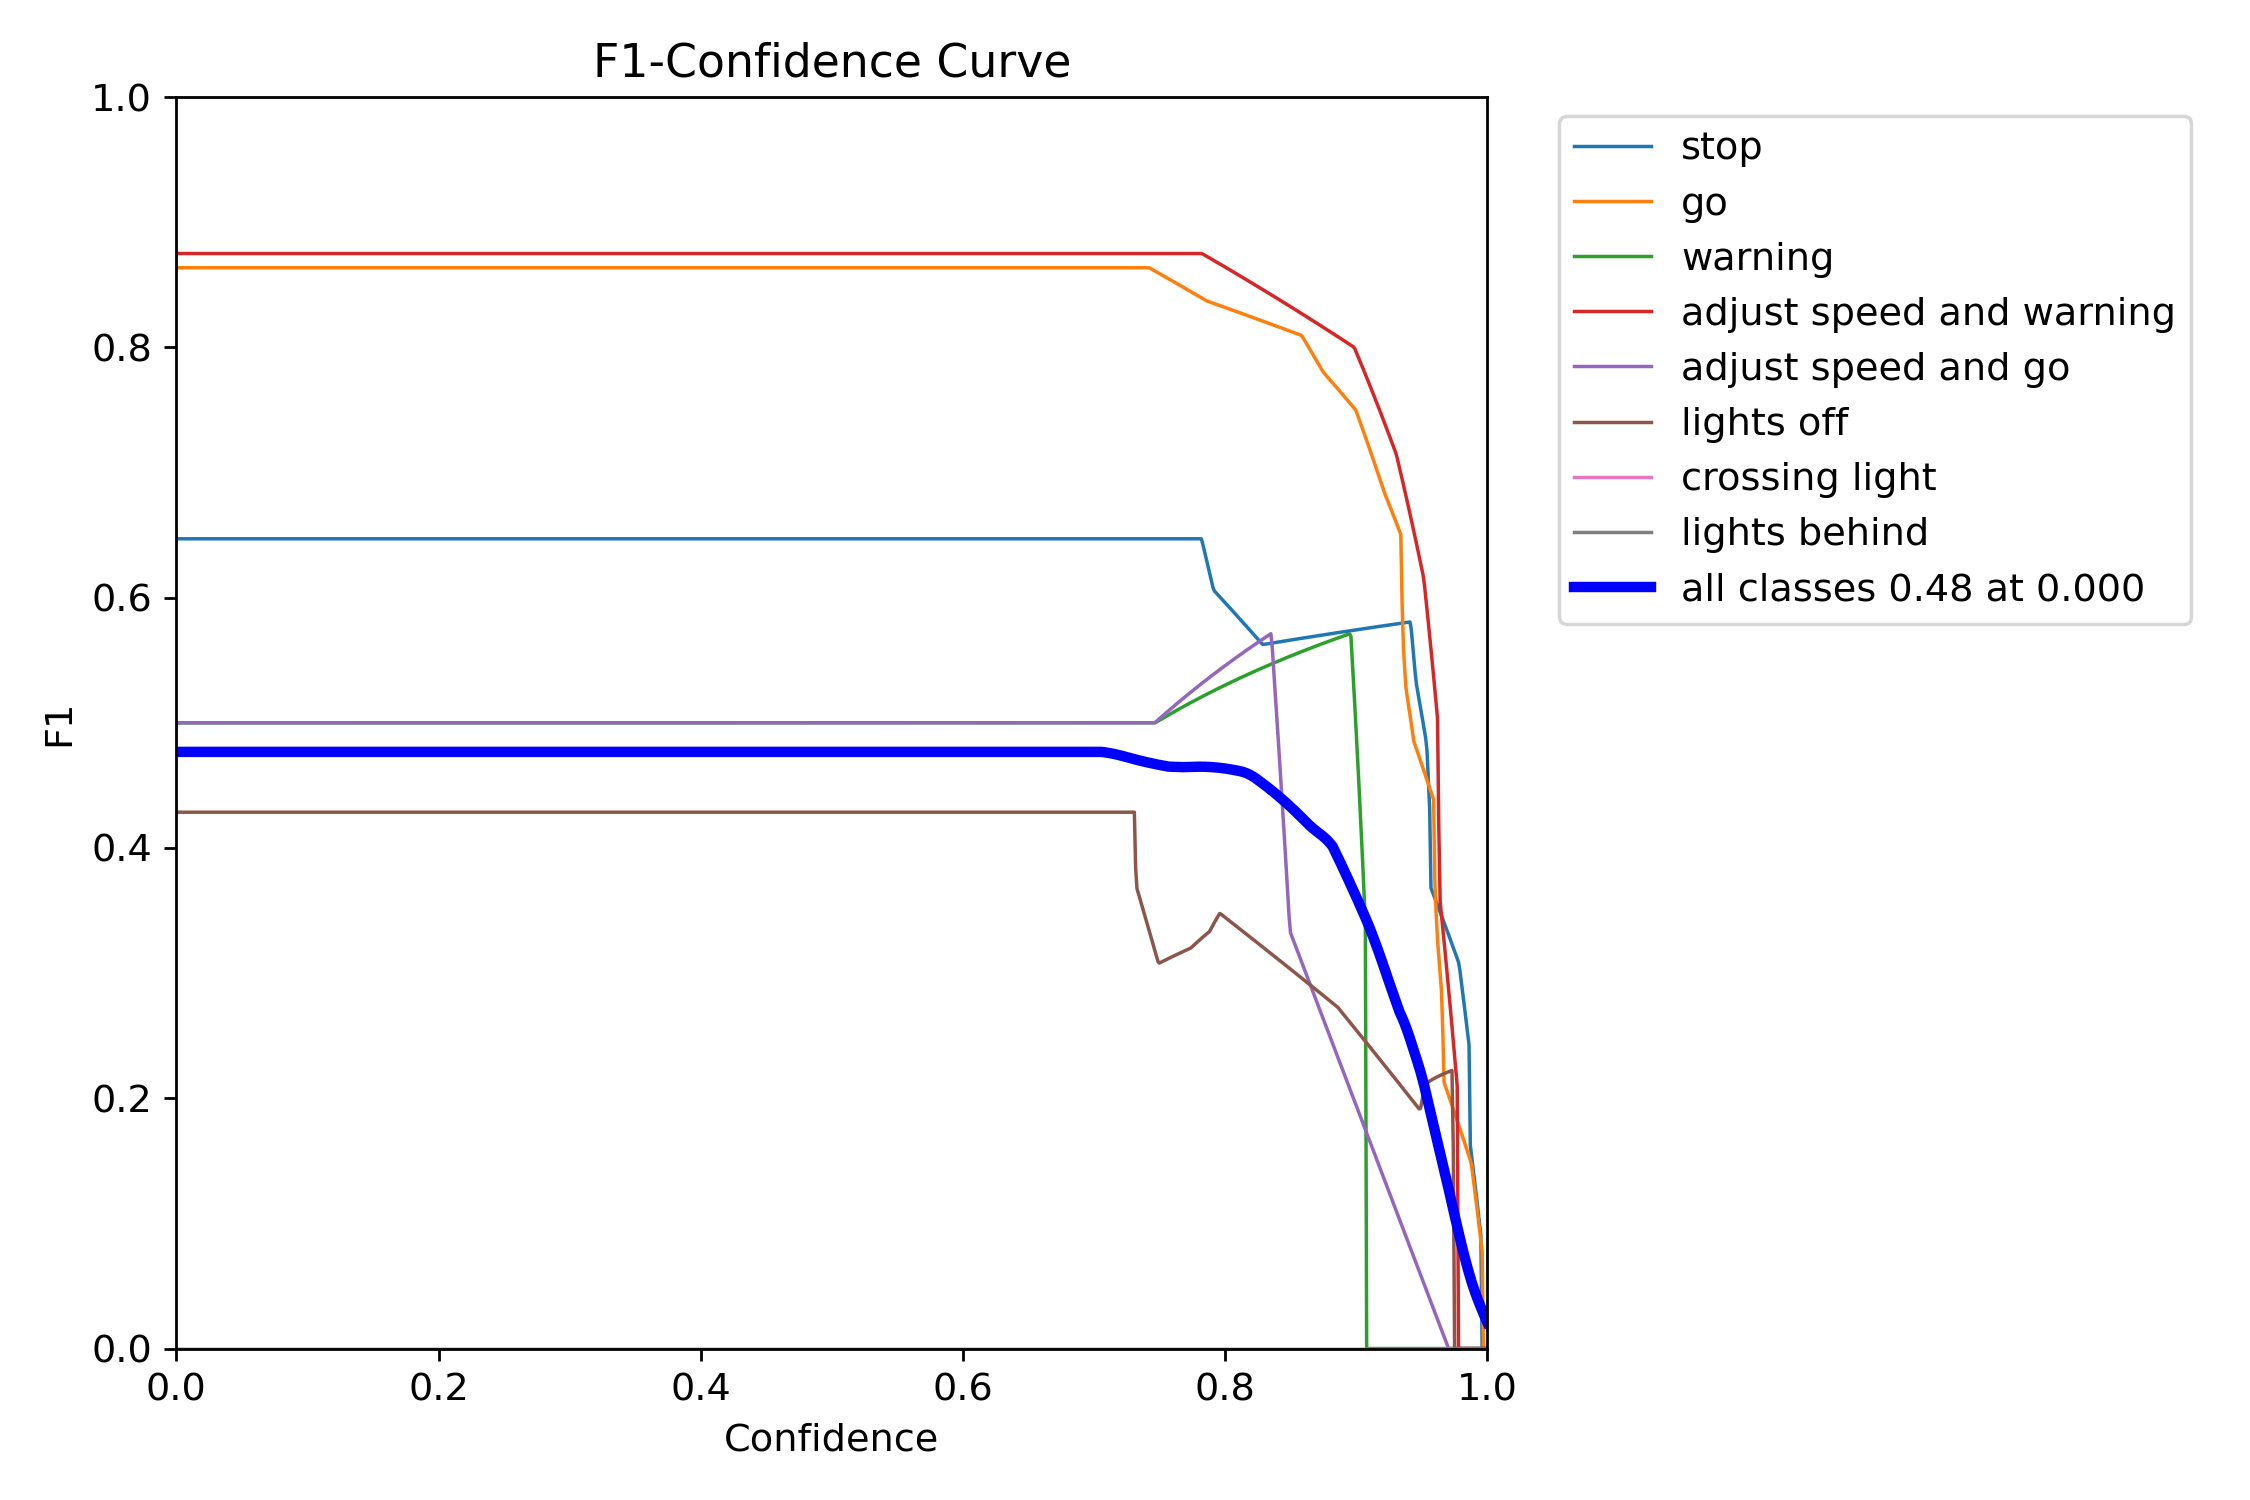 F1-Confidence Curve
1.0
0.8
0.6
0.4
0.2
0.0
F1
0.0 0.2 0.4 0.6 0.8 1.0
Confidence
stop
go
warning
adjust speed and warning
adjust speed and go
lights off
crossing light
lights behind
all classes 0.48 at 0.000